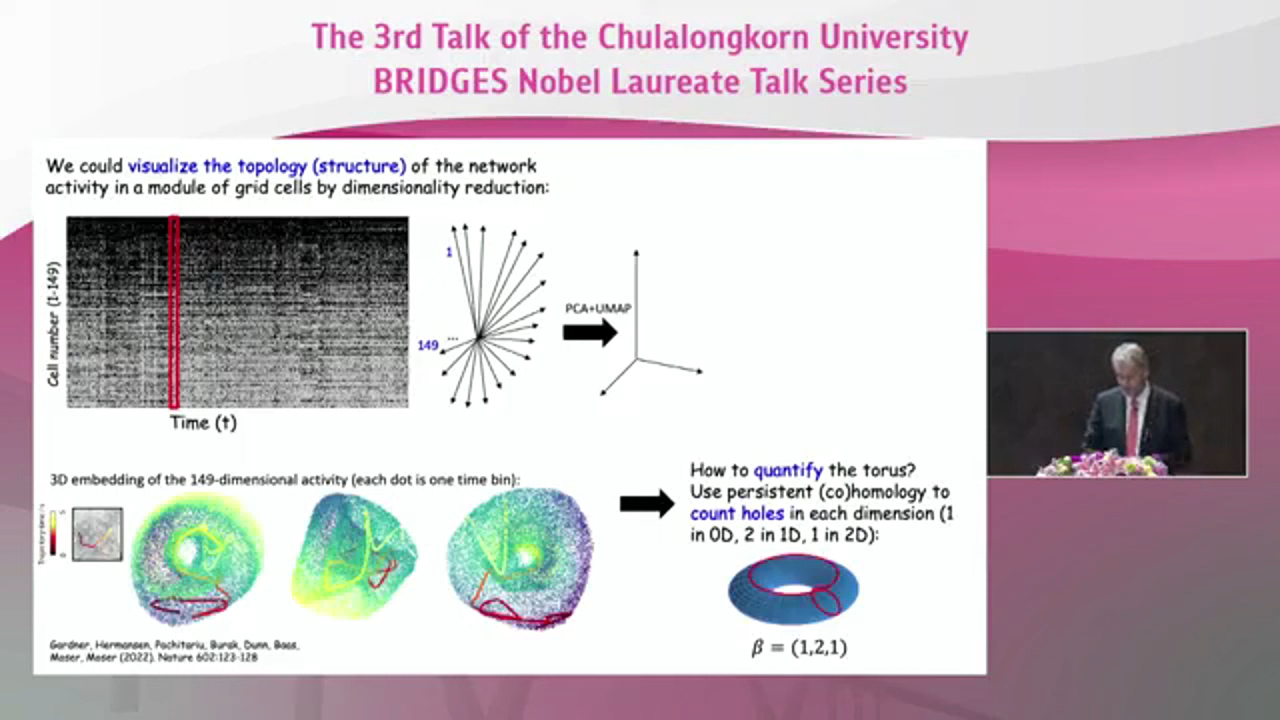 The 3rd Talk of the Chulalongkorn University
BRIDGES Nobel Laureate Talk Series
We could visualize the topology (structure) of the network
activity in a module of grid cells by dimensionality reduction:
Cell number (1-149)
Time (t)
1
149 ...
PCA+UMAP
3D embedding of the 149-dimensional activity (each dot is one time bin):
How to quantify the torus?
Use persistent (co)homology to
count holes in each dimension (1
in 0D, 2 in 1D, 1 in 2D):
β = (1,2,1)
Gardner, Hermansen, Pachitariu, Burak, Dunn, Baas,
Moser, Moser (2022). Nature 602:123-128